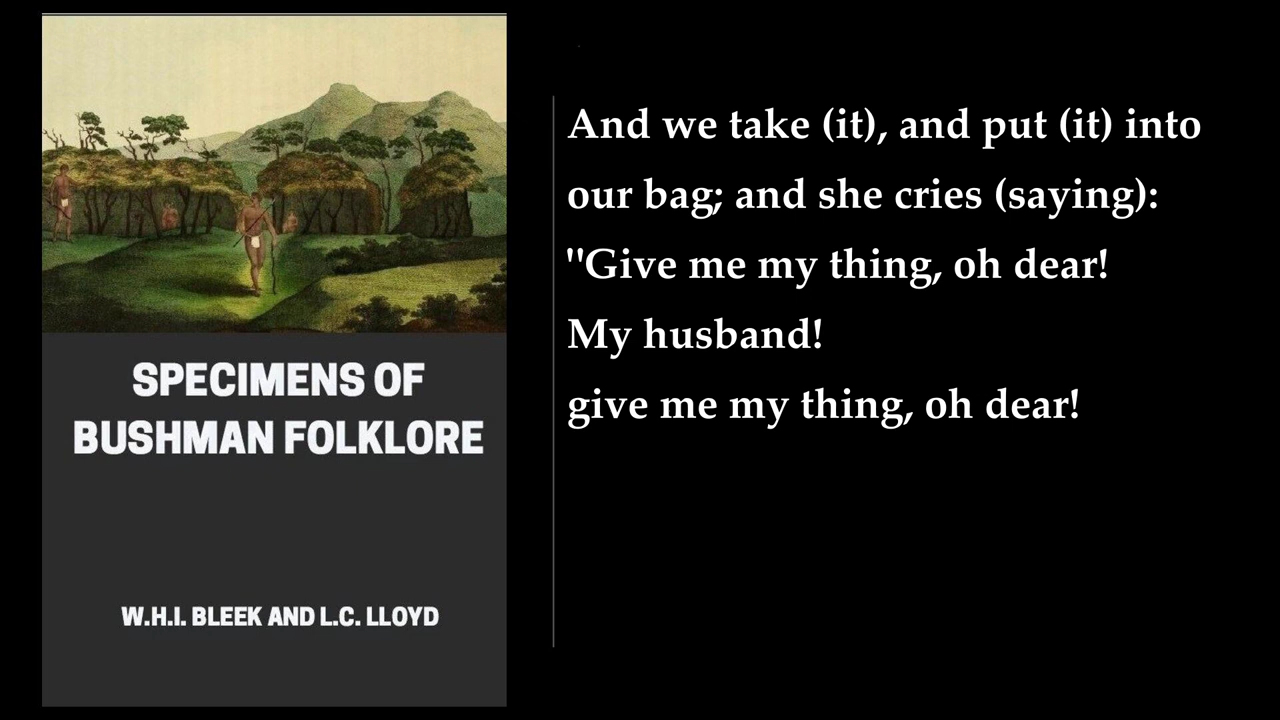 SPECIMENS OF
BUSHMAN FOLKLORE
W.H.I. BLEEK AND L.C. LLOYD
And we take (it), and put (it) into
our bag; and she cries (saying):
"Give me my thing, oh dear!
My husband!
give me my thing, oh dear!